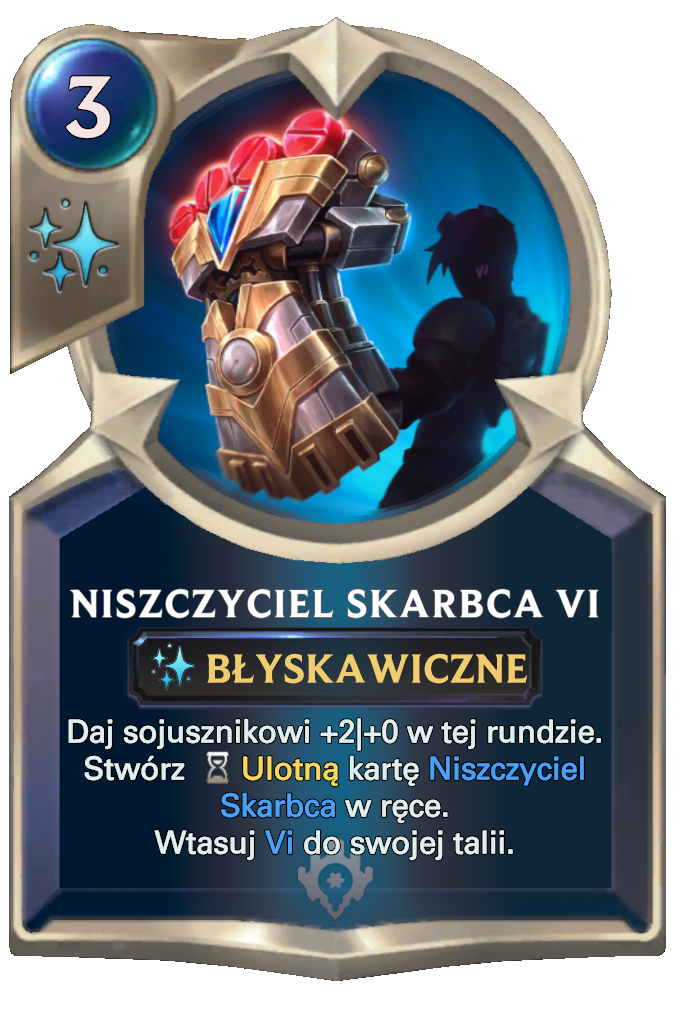 3
NISZCZYCIEL SKARBCA VI
BŁYSKAWICZNE
Daj sojusznikowi +2|+0 w tej rundzie.
Stwórz Ulotną kartę Niszczyciel
Skarbca w ręce.
Wtasuj Vi do swojej talii.